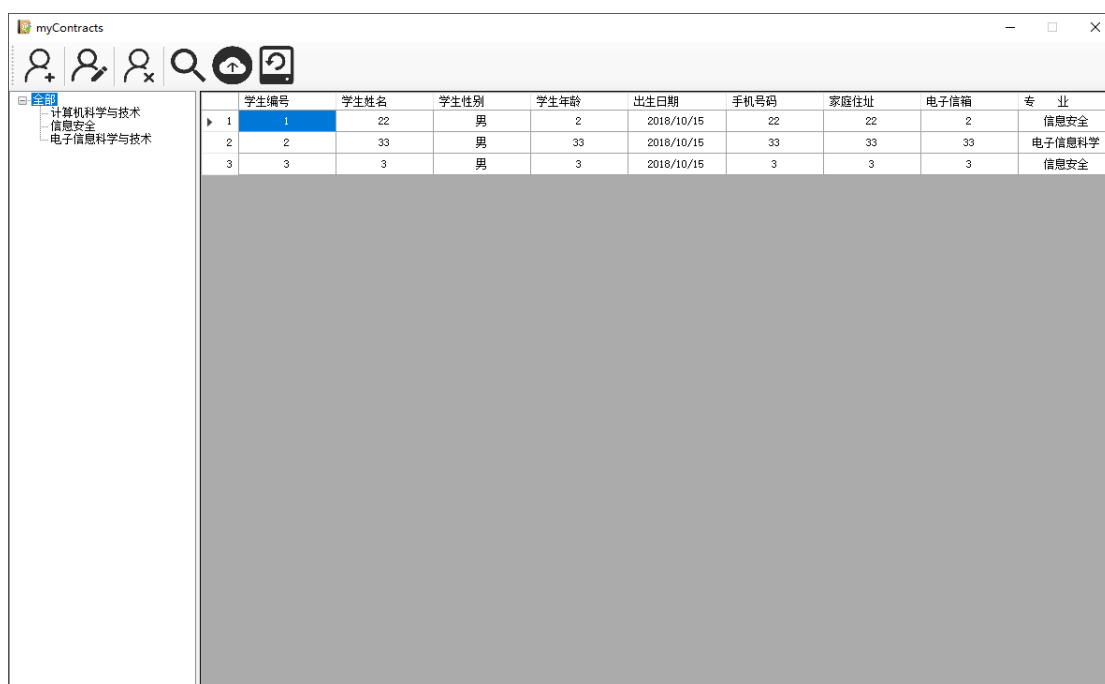 myContracts
全部
计算机科学与技术
信息安全
电子信息科学与技术
学生编号 学生姓名 学生性别 学生年龄 出生日期 手机号码 家庭住址 电子信箱 专 业
1 1 22 男 2 2018/10/15 22 22 2 信息安全
2 2 33 男 33 2018/10/15 33 33 33 电子信息科学
3 3 3 男 3 2018/10/15 3 3 3 信息安全